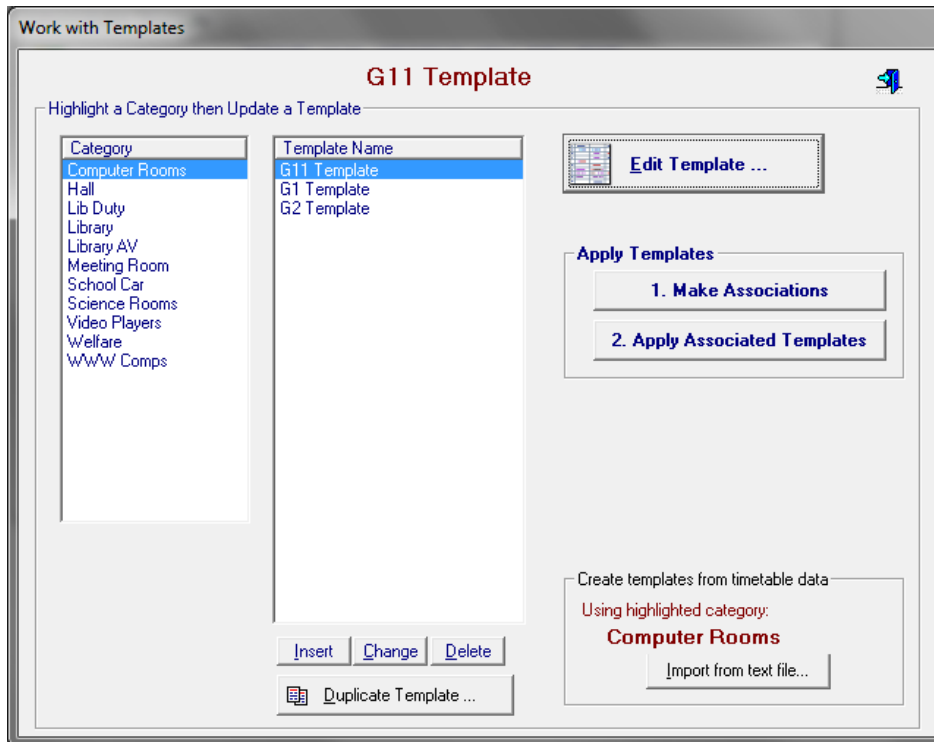 Work with Templates
G11 Template
Highlight a Category then Update a Template
Category
Computer Rooms
Hall
Lib Duty
Library
Library AV
Meeting Room
School Car
Science Rooms
Video Players
Welfare
WWW Comps
Template Name
G11 Template
G1 Template
G2 Template
Insert Change Delete
Duplicate Template ...
Edit Template ...
Apply Templates
1. Make Associations
2. Apply Associated Templates
Create templates from timetable data
Using highlighted category:
Computer Rooms
Import from text file...